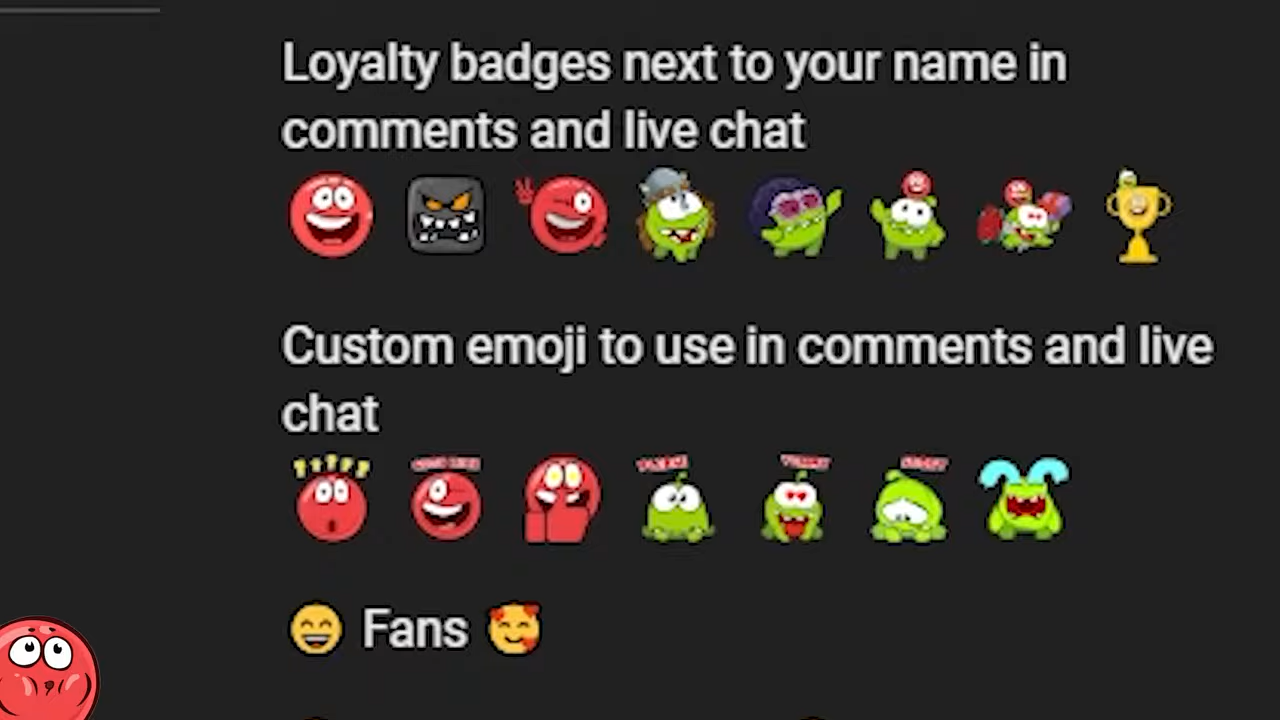 Loyalty badges next to your name in
comments and live chat
Custom emoji to use in comments and live
chat
😄 Fans 🥰